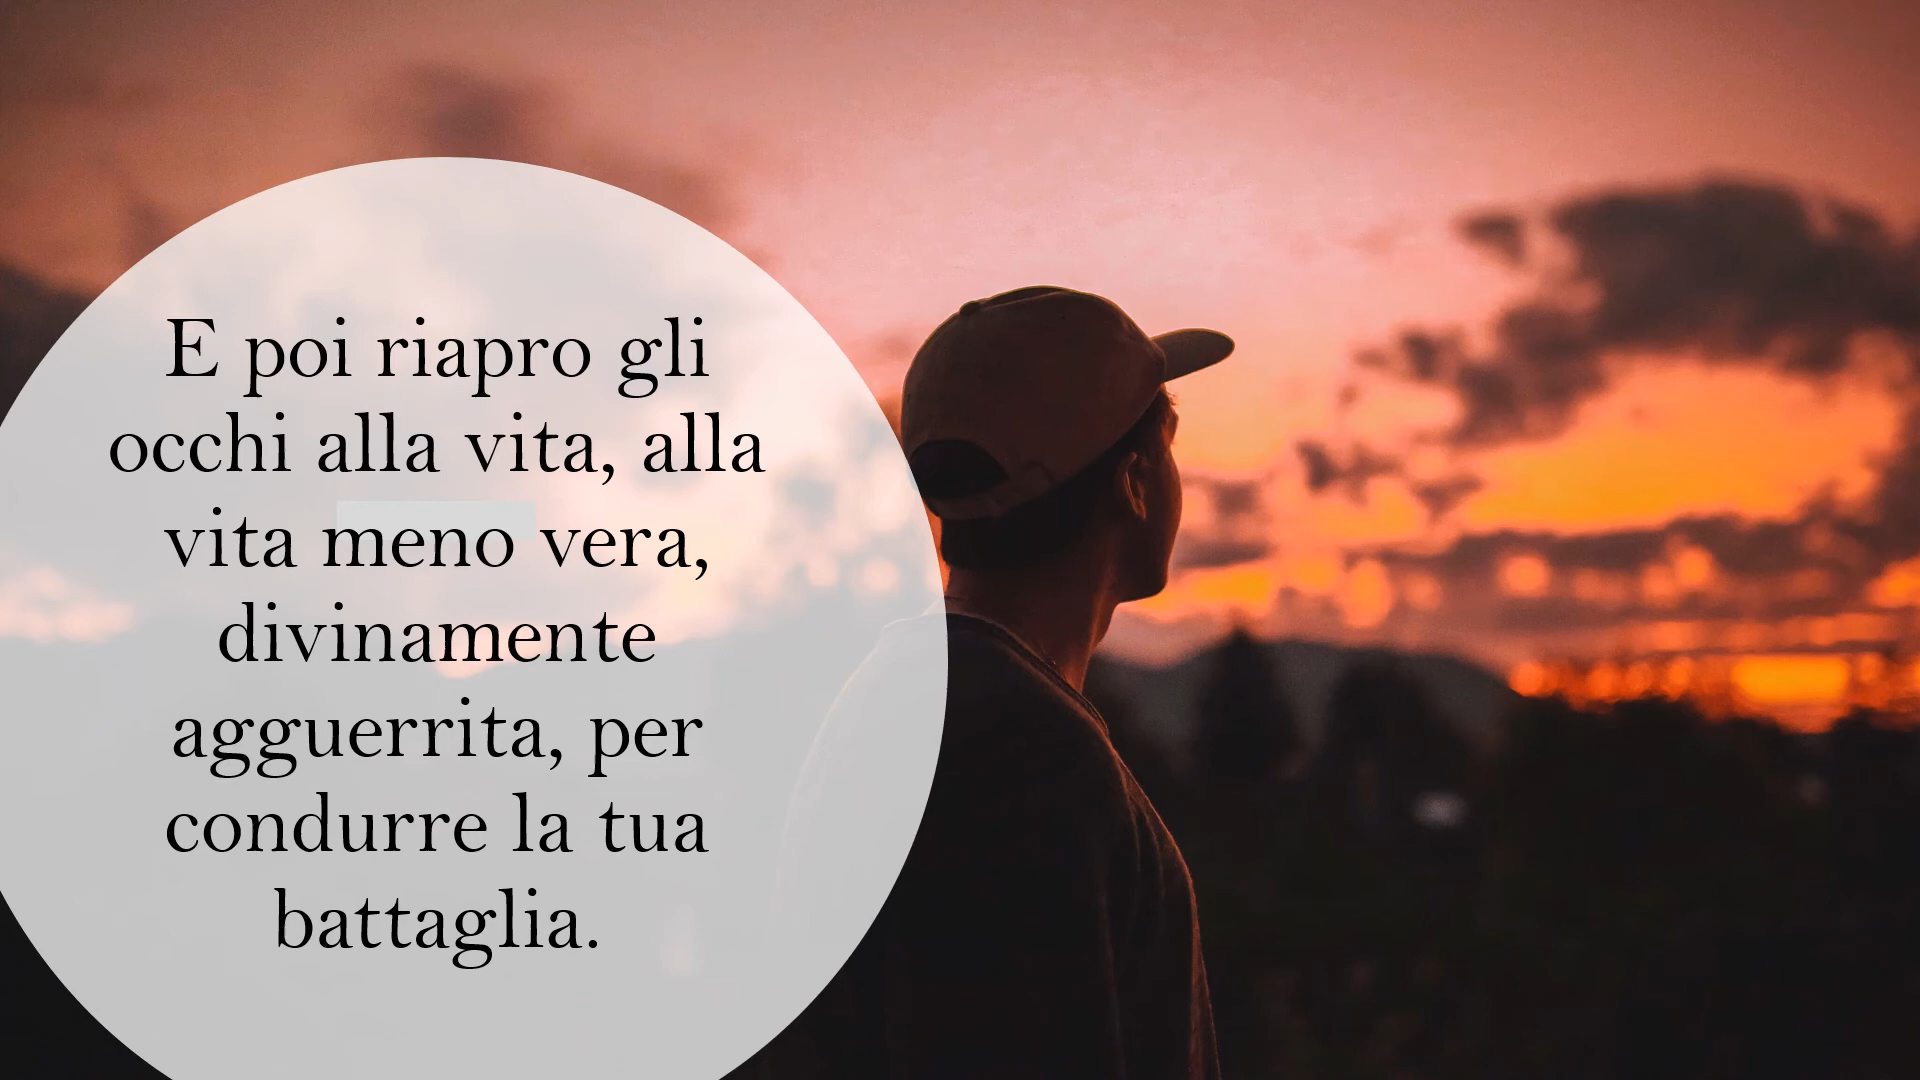 E poi riapro gli
occhi alla vita, alla
vita meno vera,
divinamente
agguerrita, per
condurre la tua
battaglia.